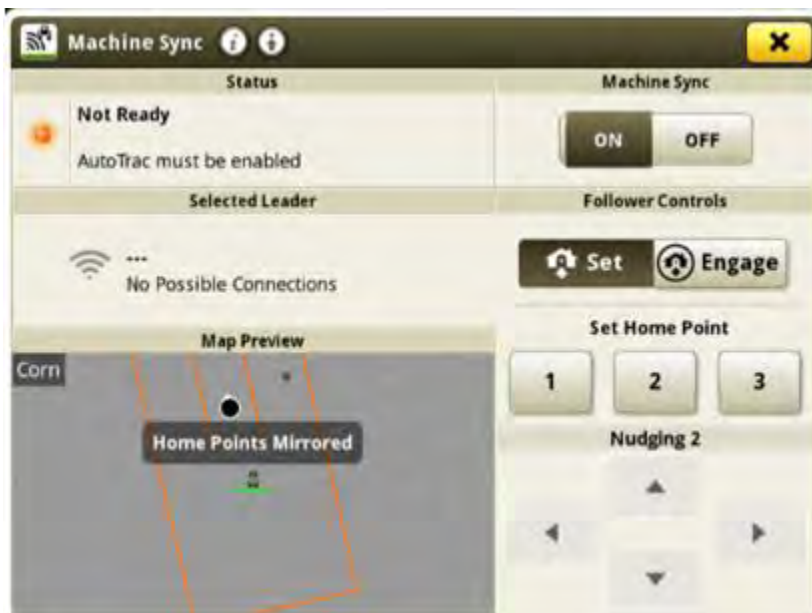 Machine Sync
Status
Not Ready
AutoTrac must be enabled
Machine Sync
ON OFF
Selected Leader
---
No Possible Connections
Follower Controls
Set Engage
Map Preview
Corn
Home Points Mirrored
Set Home Point
1 2 3
Nudging 2